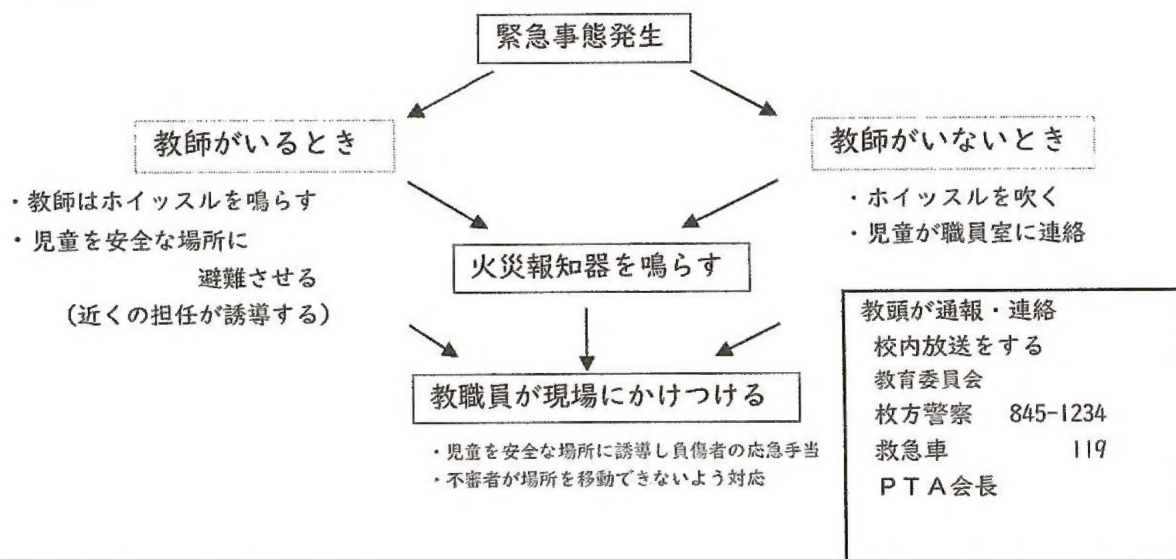 緊急事態発生
教師がいるとき
・教師はホイッスルを鳴らす
・児童を安全な場所に
避難させる
(近くの担任が誘導する)
教師がいないとき
・ホイッスルを吹く
・児童が職員室に連絡
火災報知器を鳴らす
教職員が現場にかけつける
・児童を安全な場所に誘導し負傷者の応急手当
・不審者が場所を移動できないよう対応
教頭が通報・連絡
校内放送をする
教育委員会
枚方警察 845-1234
救急車 119
PTA会長